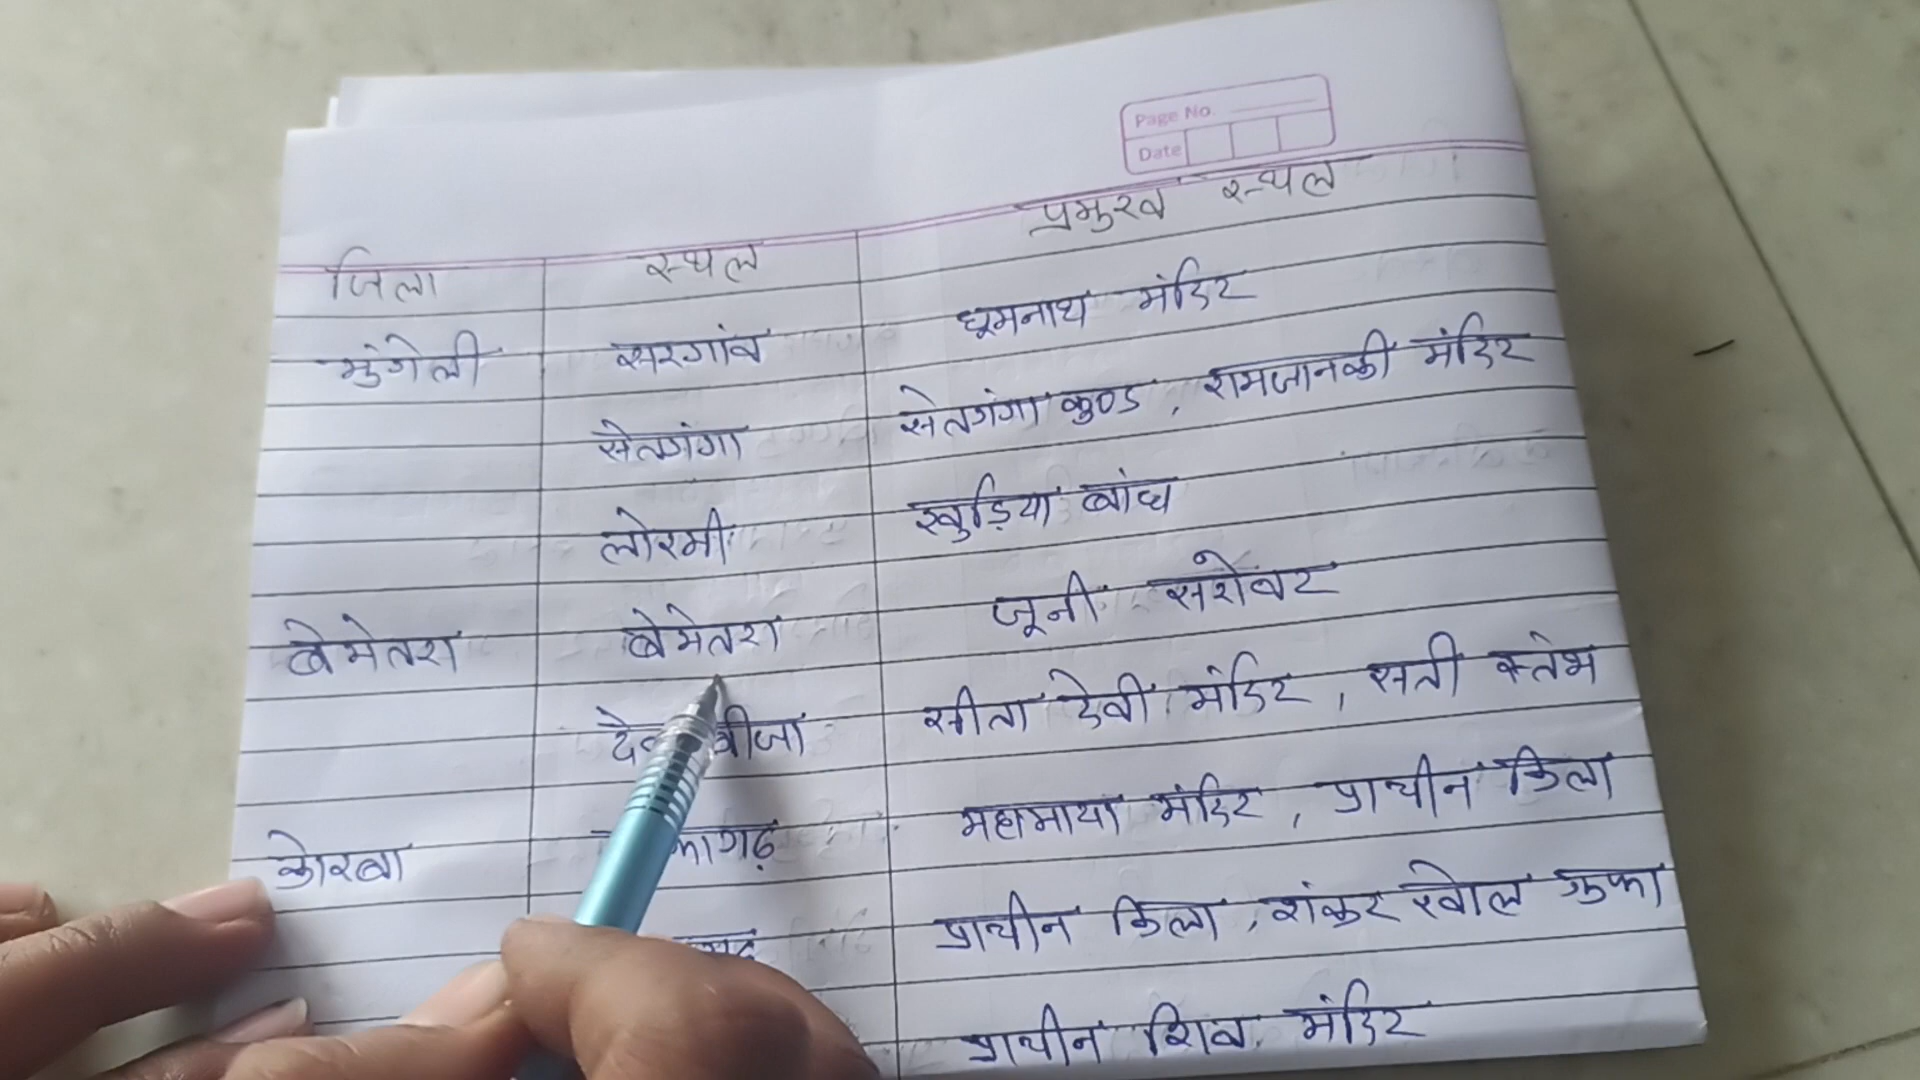 Page No.
Date
जिला स्थल प्रमुख स्थल
मुंगेली सरगांव धूमनाथ मंदिर
सेतगंगा सेतगंगा कुण्ड, रामजानकी मंदिर
लोरमी खुड़िया बांध
बेमेतरा बेमेतरा जूनी सरोवर
सीता देवी मंदिर, सती स्तंभ
कोरबा महामाया मंदिर, प्राचीन किला
प्राचीन किला, शंकर खोल गुफा
प्राचीन शिव मंदिर